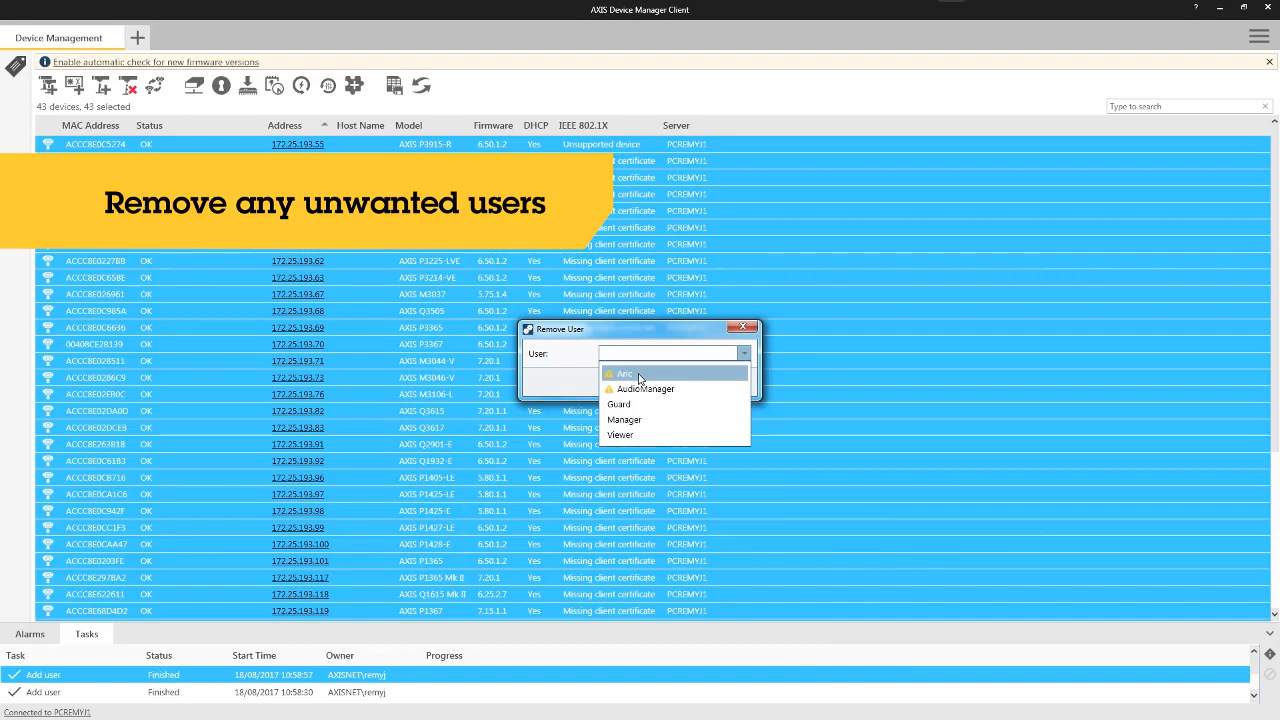 AXIS Device Manager Client
Device Management
Enable automatic check for new firmware versions
43 devices, 43 selected
Type to search
MAC Address Status Address Host Name Model Firmware DHCP IEEE 802.1X Server
ACCC8E0C5274 OK 172.25.193.55 AXIS P3915-R 6.50.1.2 Yes Unsupported device PCREMYJ1
t certificate PCREMYJ1
t certificate PCREMYJ1
t certificate PCREMYJ1
Remove any unwanted users
t certificate PCREMYJ1
t certificate PCREMYJ1
t certificate PCREMYJ1
ACCC8E0227BB OK 172.25.193.62 AXIS P3225-LVE 6.50.1.2 Yes Missing client certificate PCREMYJ1
ACCC8E0C65BE OK 172.25.193.63 AXIS P3214-VE 6.50.1.2 Yes Missing client certificate PCREMYJ1
ACCC8E026961 OK 172.25.193.67 AXIS M3037 5.75.1.4 Yes Missing client certificate PCREMYJ1
ACCC8E0C985A OK 172.25.193.68 AXIS Q3505 6.50.1.2 Yes Missing client certificate PCREMYJ1
ACCC8E0C6636 OK 172.25.193.69 AXIS P3365 6.50.1.2
00408CE2B139 OK 172.25.193.70 AXIS P3367 6.50.1.2
ACCC8E02B511 OK 172.25.193.71 AXIS M3044-V 7.20.1
ACCC8E02B6C9 OK 172.25.193.73 AXIS M3046-V 7.20.1
ACCC8E02EB0C OK 172.25.193.76 AXIS M3106-L 7.20.1
ACCC8E02DA0D OK 172.25.193.82 AXIS Q3615 7.20.1.1 Yes
ACCC8E02DCE8 OK 172.25.193.83 AXIS Q3617 7.20.1.1 Yes
ACCC8E263B18 OK 172.25.193.91 AXIS Q2901-E 6.50.1.2 Yes
ACCC8E0C61B3 OK 172.25.193.92 AXIS Q1932-E 6.50.1.2 Yes Missing client certificate PCREMYJ1
ACCC8E0CB716 OK 172.25.193.96 AXIS P1405-LE 5.80.1.1 Yes Missing client certificate PCREMYJ1
ACCC8E0CA1C6 OK 172.25.193.97 AXIS P1425-LE 5.80.1.1 Yes Missing client certificate PCREMYJ1
ACCC8E0C942F OK 172.25.193.98 AXIS P1425-E 6.50.1.2 Yes Missing client certificate PCREMYJ1
ACCC8E0CC1F3 OK 172.25.193.99 AXIS P1427-LE 6.50.1.2 Yes Missing client certificate PCREMYJ1
ACCC8E0CAA47 OK 172.25.193.100 AXIS P1428-E 6.50.1.2 Yes Missing client certificate PCREMYJ1
ACCC8E0203FE OK 172.25.193.101 AXIS P1365 6.50.1.2 Yes Missing client certificate PCREMYJ1
ACCC8E2978A2 OK 172.25.193.117 AXIS P1365 Mk II 7.20.1 Yes Missing client certificate PCREMYJ1
ACCC8E622611 OK 172.25.193.118 AXIS Q1615 Mk II 6.25.2.7 Yes Missing client certificate PCREMYJ1
ACCC8E68D4D2 OK 172.25.193.119 AXIS P1367 7.15.1.1 Yes Missing client certificate PCREMYJ1
Remove User
User:
Aric
AudioManager
Guard
Manager
Viewer
Alarms Tasks
Task Status Start Time Owner Progress
Add user Finished 18/08/2017 10:58:57 AXISNET\remyj
Add user Finished 18/08/2017 10:58:30 AXISNET\remyj
Connected to PCREMYJ1